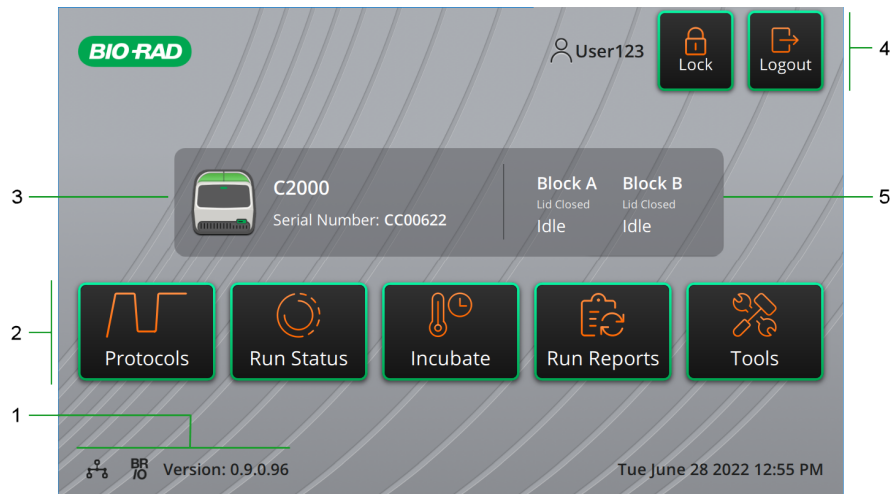 BIO-RAD
User123
Lock
Logout
4
3
C2000
Serial Number: CC00622
Block A Block B
Lid Closed Lid Closed
Idle Idle
5
2
Protocols Run Status Incubate Run Reports Tools
1
BR
IO
Version: 0.9.0.96
Tue June 28 2022 12:55 PM